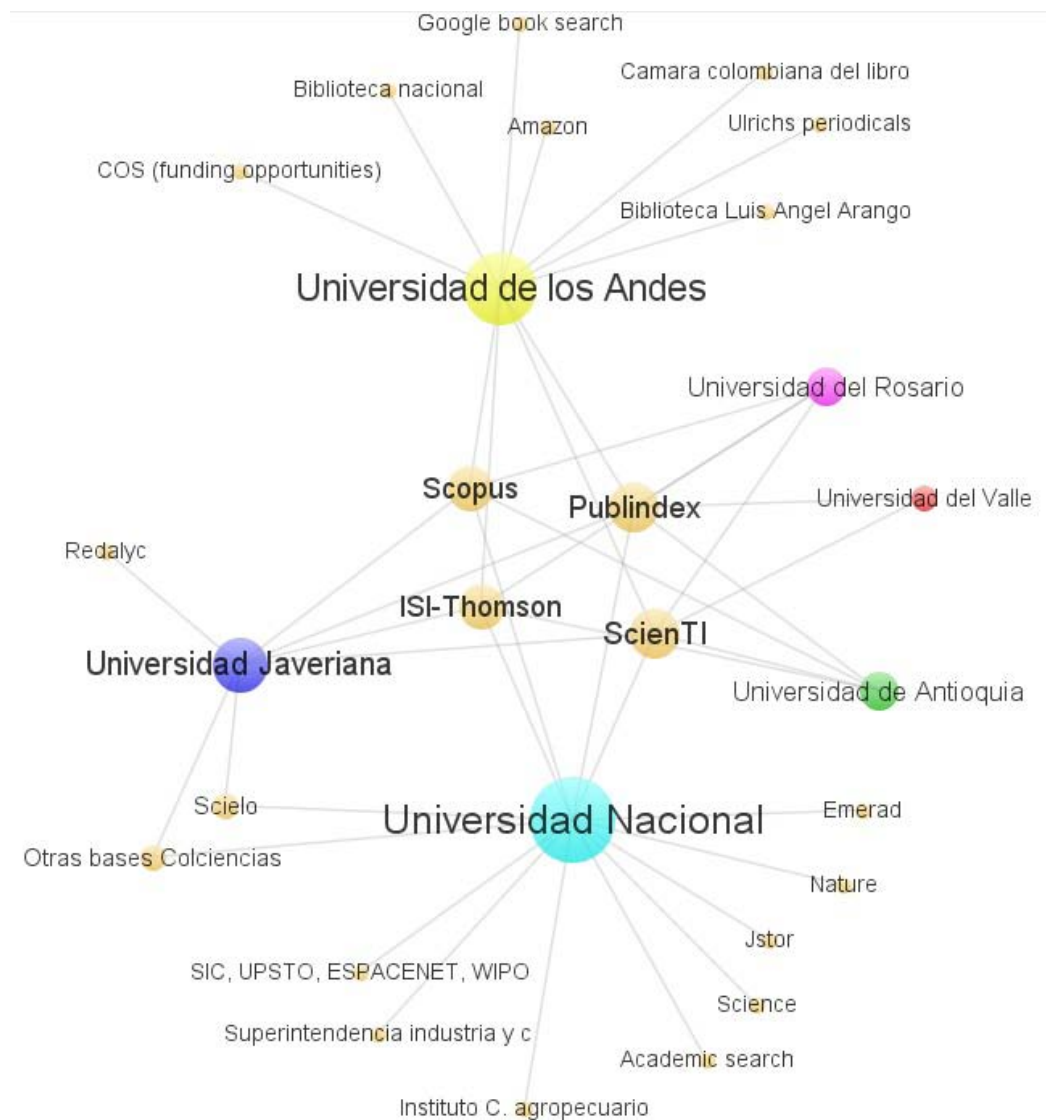 Google book search
Camara colombiana del libro
Biblioteca nacional
Amazon
Ulrichs periodicals
COS (funding opportunities)
Biblioteca Luis Angel Arango
Universidad de los Andes
Universidad del Rosario
Scopus
Publindex
Universidad del Valle
Redalyc
ISI-Thomson
ScienTI
Universidad Javeriana
Universidad de Antioquia
Scielo
Universidad Nacional
Emerad
Otras bases Colciencias
Nature
Jstor
SIC, UPSTO, ESPACENET, WIPO
Science
Superintendencia industria y c
Academic search
Instituto C. agropecuario